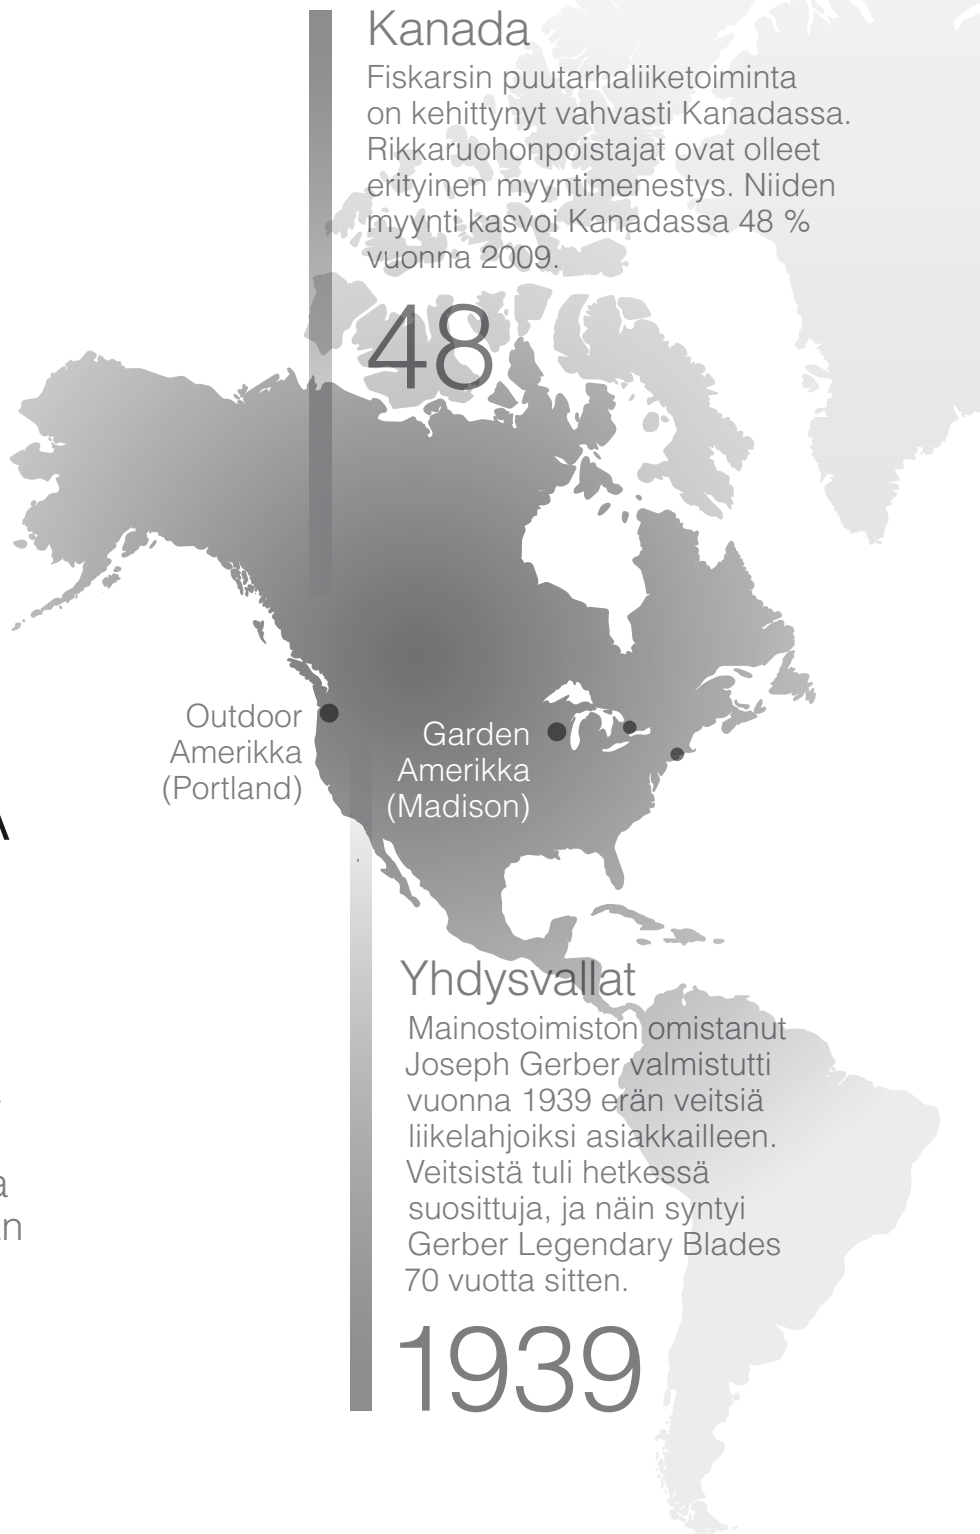 Kanada
Fiskarsin puutarhaliiketoiminta
on kehittynyt vahvasti Kanadassa.
Rikkaruohonpoistajat ovat olleet
erityinen myyntimenestys. Niiden
myynti kasvoi Kanadassa 48 %
vuonna 2009.
48
Outdoor
Amerikka
(Portland)
Garden
Amerikka
(Madison)
Yhdysvallat
Mainostoimiston omistanut
Joseph Gerber valmistutti
vuonna 1939 erän veitsiä
liikelahjoiksi asiakkailleen.
Veitsistä tuli hetkessä
suosittuja, ja näin syntyi
Gerber Legendary Blades
70 vuotta sitten.
1939